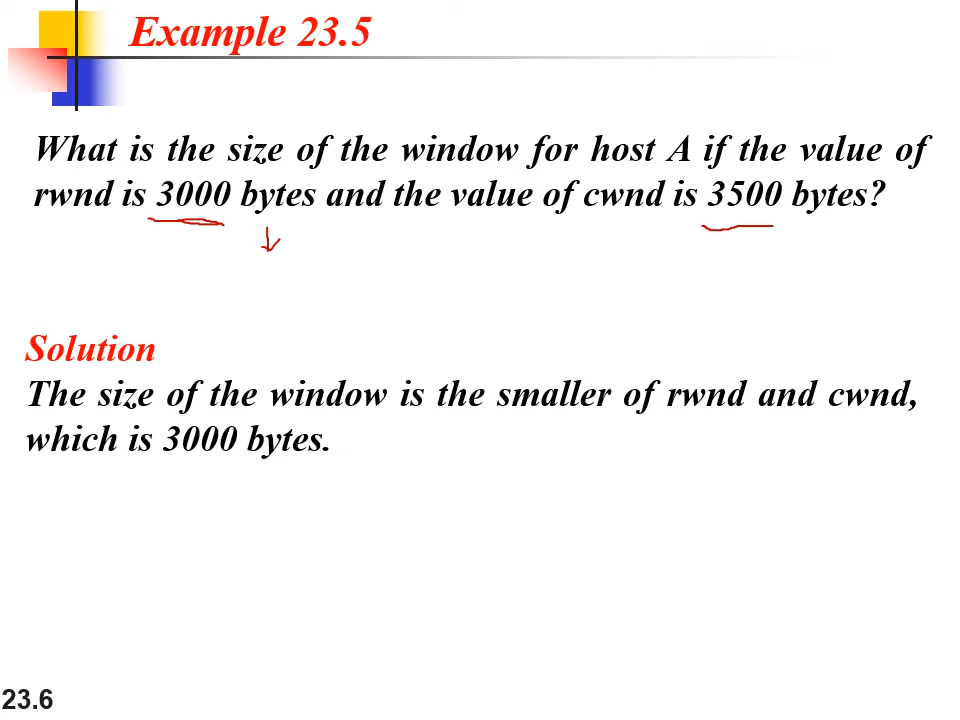 Example 23.5
What is the size of the window for host A if the value of
rwnd is 3000 bytes and the value of cwnd is 3500 bytes?
Solution
The size of the window is the smaller of rwnd and cwnd,
which is 3000 bytes.
23.6